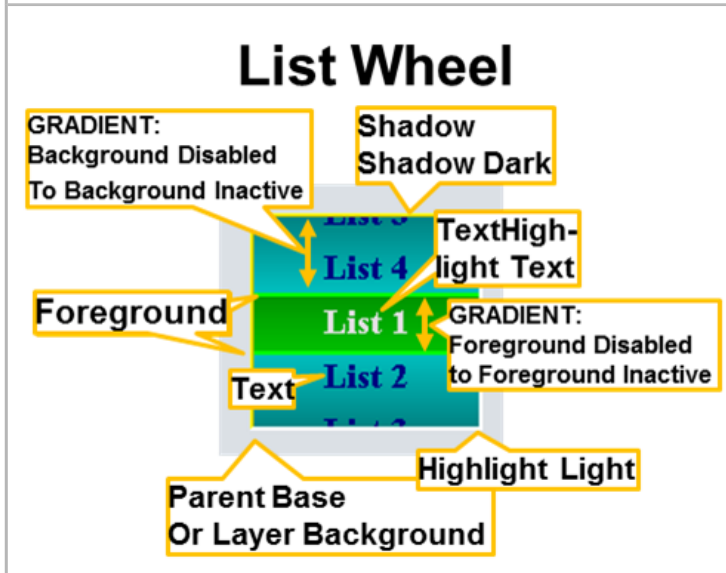 List Wheel
GRADIENT:
Background Disabled
To Background Inactive
Shadow
Shadow Dark
TextHigh-
light Text
List 4
Foreground
List 1
GRADIENT:
Foreground Disabled
to Foreground Inactive
Text
List 2
Highlight Light
Parent Base
Or Layer Background